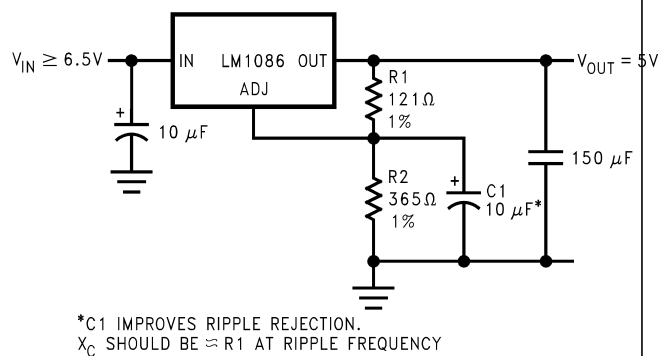 V_IN ≥ 6.5V
IN LM1086 OUT
ADJ
V_OUT = 5V
+
10 μF
R1
121Ω
1%
R2
365Ω
1%
+
C1
10 μF*
150 μF
*C1 IMPROVES RIPPLE REJECTION.
X_C SHOULD BE ≈ R1 AT RIPPLE FREQUENCY